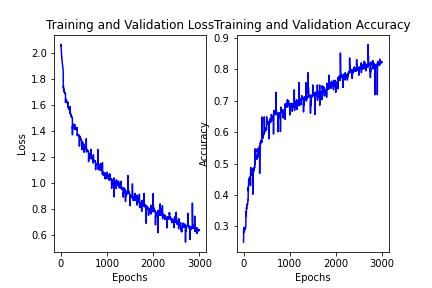 Training and Validation Loss
Loss
2.0
1.8
1.6
1.4
1.2
1.0
0.8
0.6
0 1000 2000 3000
Epochs
Training and Validation Accuracy
Accuracy
0.9
0.8
0.7
0.6
0.5
0.4
0.3
0 1000 2000 3000
Epochs